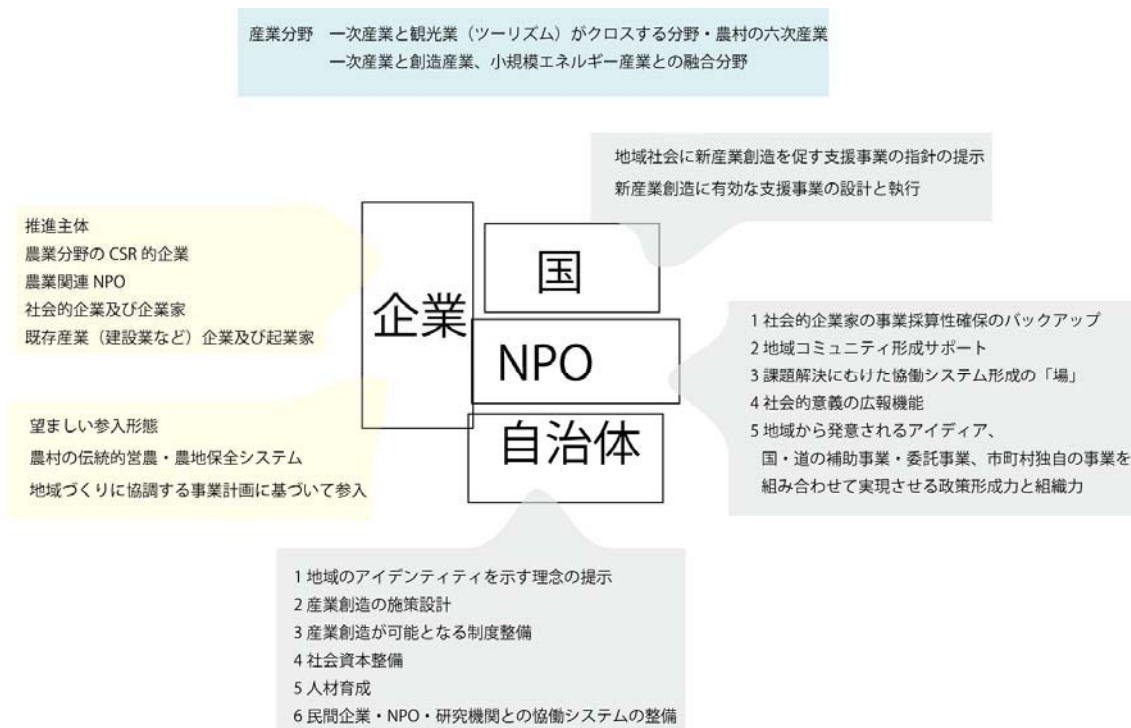 産業分野　一次産業と観光業（ツーリズム）がクロスする分野・農村の六次産業
一次産業と創造産業、小規模エネルギー産業との融合分野
地域社会に新産業創造を促す支援事業の指針の提示
新産業創造に有効な支援事業の設計と執行
推進主体
農業分野の CSR 的企業
農業関連 NPO
社会的企業及び企業家
既存産業（建設業など）企業及び起業家
望ましい参入形態
農村の伝統的営農・農地保全システム
地域づくりに協調する事業計画に基づいて参入
企業
国
NPO
自治体
1 社会的企業家の事業採算性確保のバックアップ
2 地域コミュニティ形成サポート
3 課題解決にむけた協働システム形成の「場」
4 社会的意義の広報機能
5 地域から発意されるアイディア、
国・道の補助事業・委託事業、市町村独自の事業を
組み合わせて実現させる政策形成力と組織力
1 地域のアイデンティティを示す理念の提示
2 産業創造の施策設計
3 産業創造が可能となる制度整備
4 社会資本整備
5 人材育成
6 民間企業・NPO・研究機関との協働システムの整備